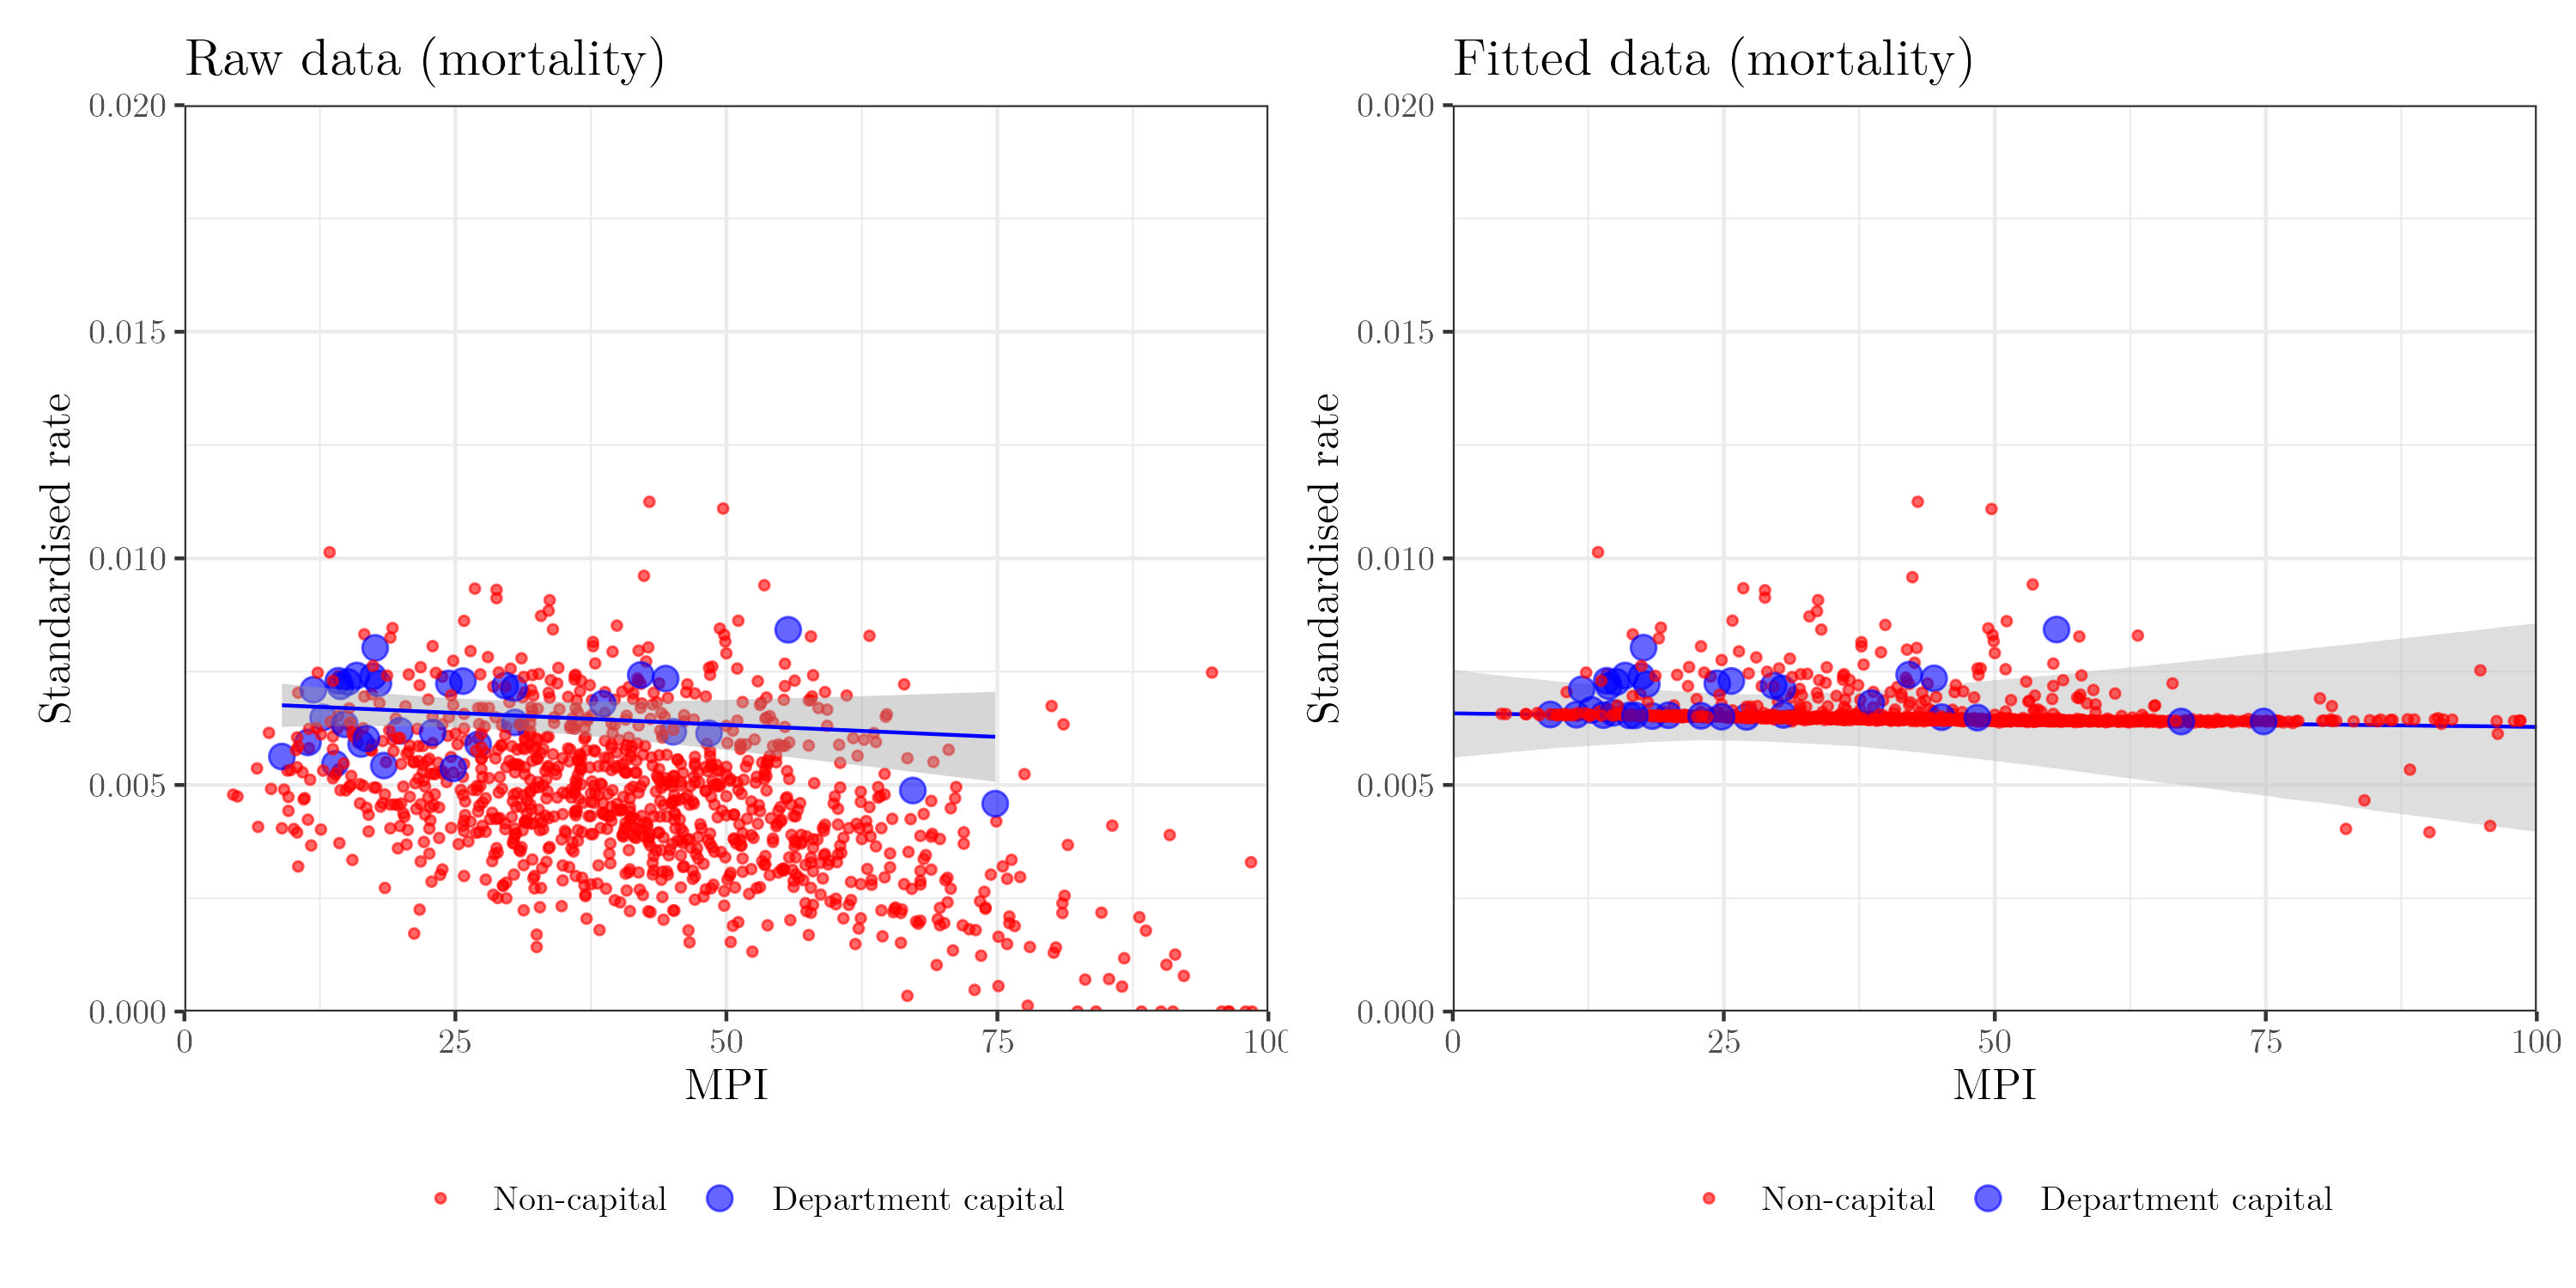 Raw data (mortality)
0.020
0.015
0.010
0.005
0.000
Standardised rate
0
25
50
75
100
MPI
Non-capital
Department capital
Fitted data (mortality)
0.020
0.015
0.010
0.005
0.000
Standardised rate
0
25
50
75
100
MPI
Non-capital
Department capital